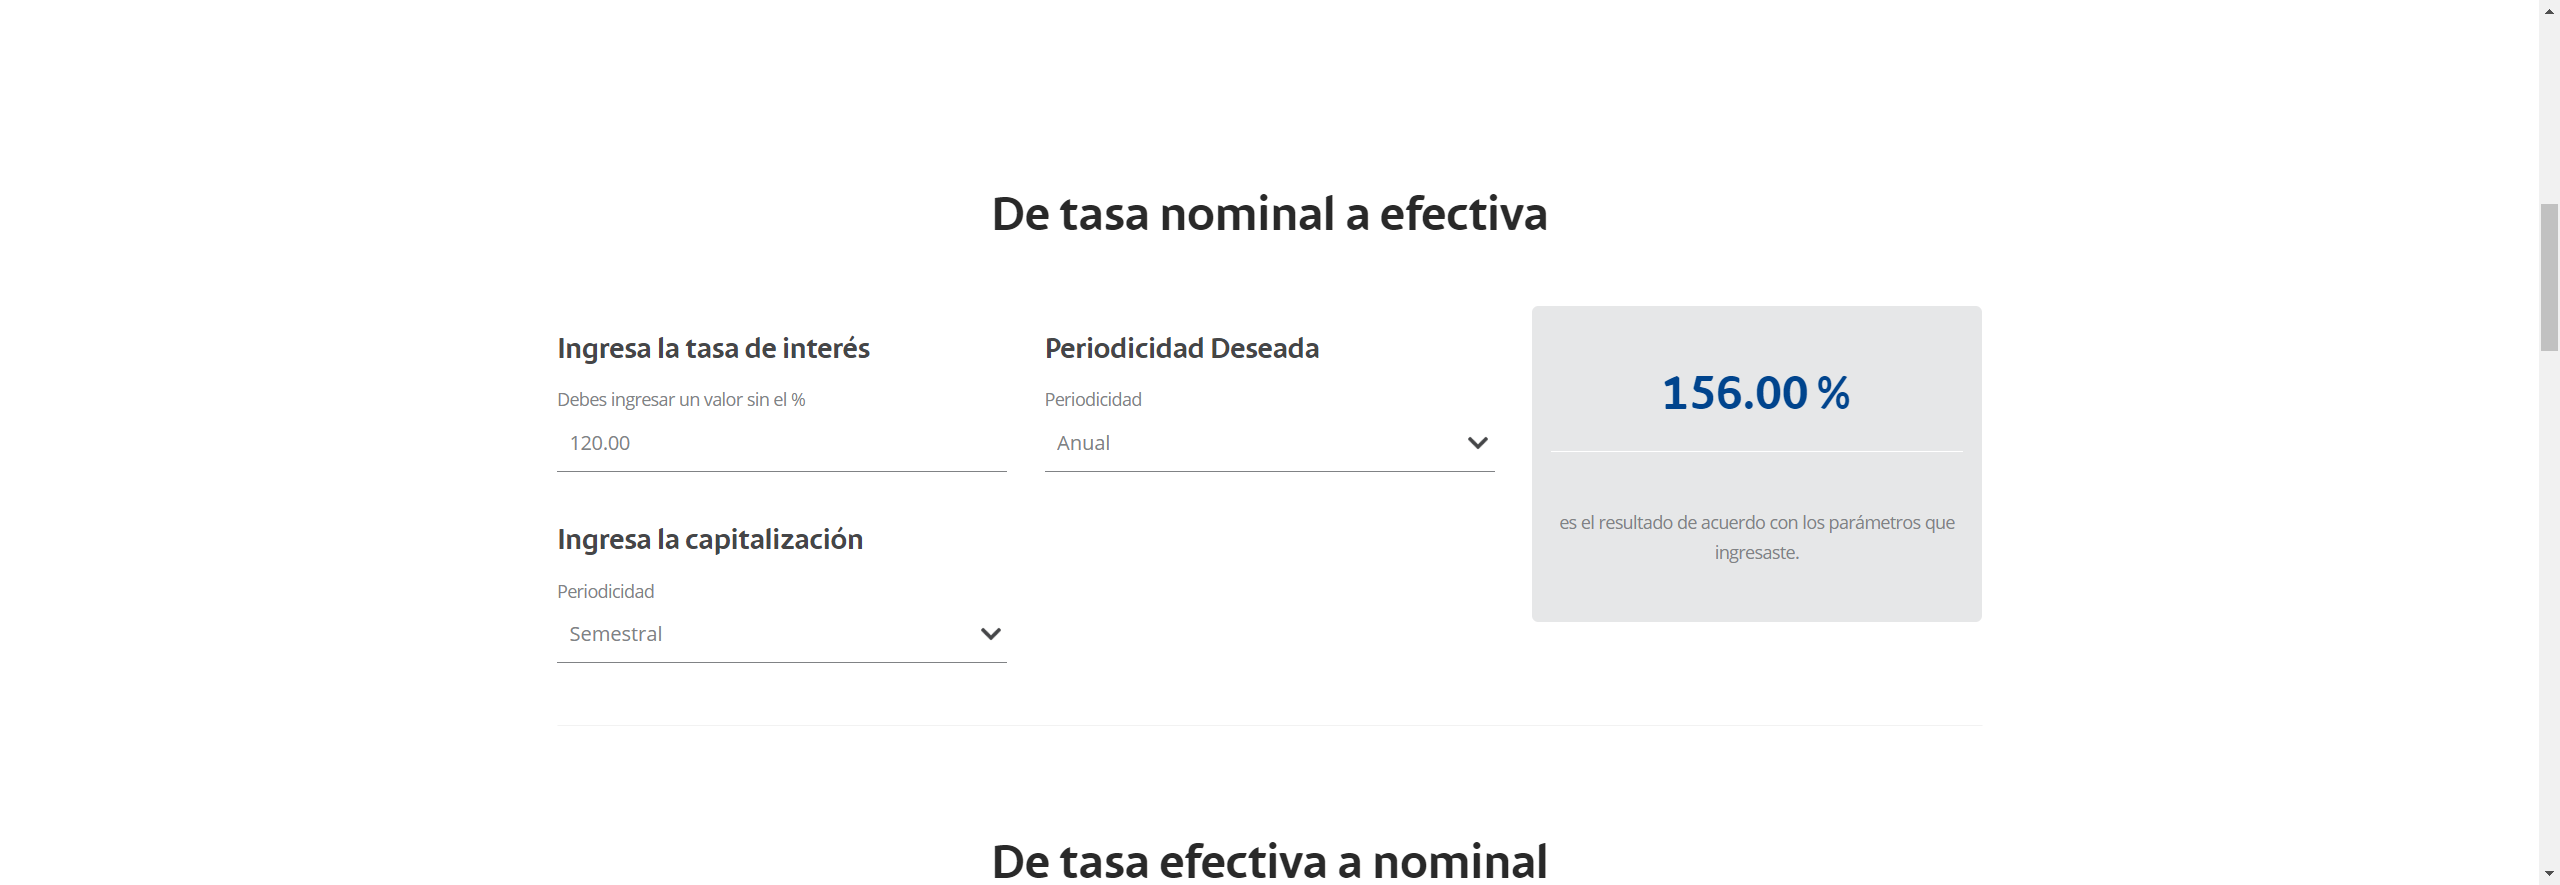 De tasa nominal a efectiva
Ingresa la tasa de interés
Debes ingresar un valor sin el %
120.00
Ingresa la capitalización
Periodicidad
Semestral
Periodicidad Deseada
Periodicidad
Anual
156.00 %
es el resultado de acuerdo con los parámetros que
ingresaste.
De tasa efectiva a nominal